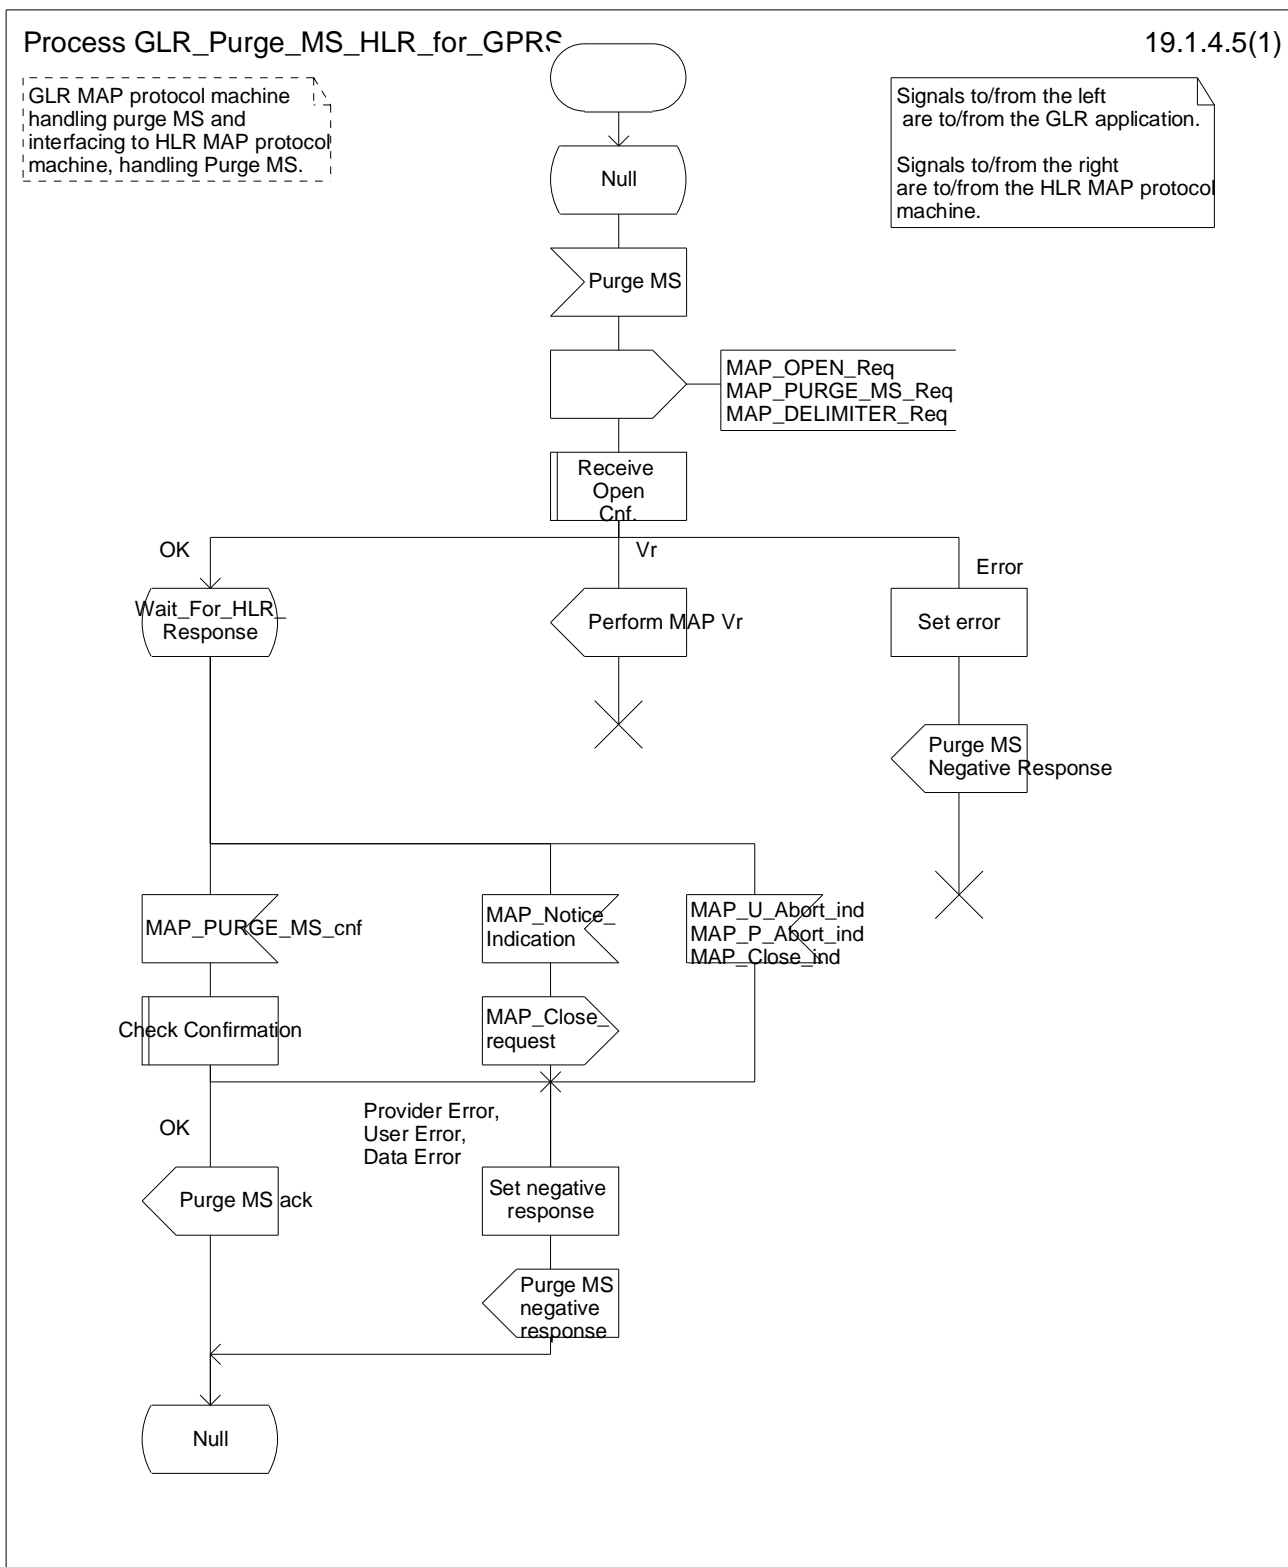 Process GLR_Purge_MS_HLR_for_GPRS
19.1.4.5(1)
GLR MAP protocol machine
handling purge MS and
interfacing to HLR MAP protocol
machine, handling Purge MS.
Signals to/from the left
are to/from the GLR application.
Signals to/from the right
are to/from the HLR MAP protocol
machine.
Null
Purge MS
MAP_OPEN_Req
MAP_PURGE_MS_Req
MAP_DELIMITER_Req
Receive
Open
Cnf.
OK
Vr
Error
Wait_For_HLR_
Response
Perform MAP Vr
Set error
Purge MS
Negative Response
MAP_PURGE_MS_cnf
MAP_Notice_
Indication
MAP_U_Abort_ind
MAP_P_Abort_ind
MAP_Close_ind
Check Confirmation
MAP_Close_
request
OK
Provider Error,
User Error,
Data Error
Purge MS ack
Set negative
response
Purge MS
negative
response
Null